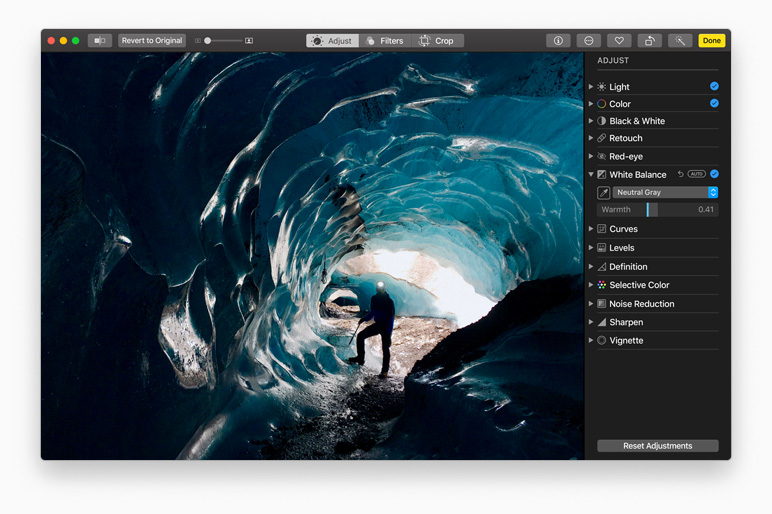 Revert to Original
Adjust
Filters
Crop
Done
ADJUST
Light
Color
Black & White
Retouch
Red-eye
White Balance AUTO
Neutral Gray
Warmth 0.41
Curves
Levels
Definition
Selective Color
Noise Reduction
Sharpen
Vignette
Reset Adjustments